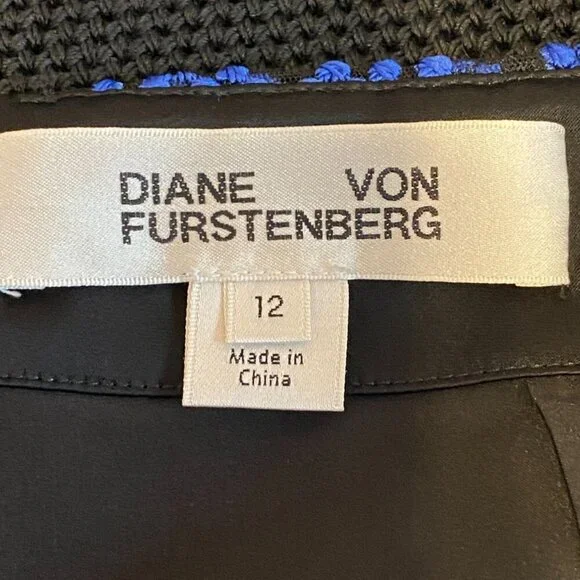 DIANE VON
FURSTENBERG
12
Made in
China